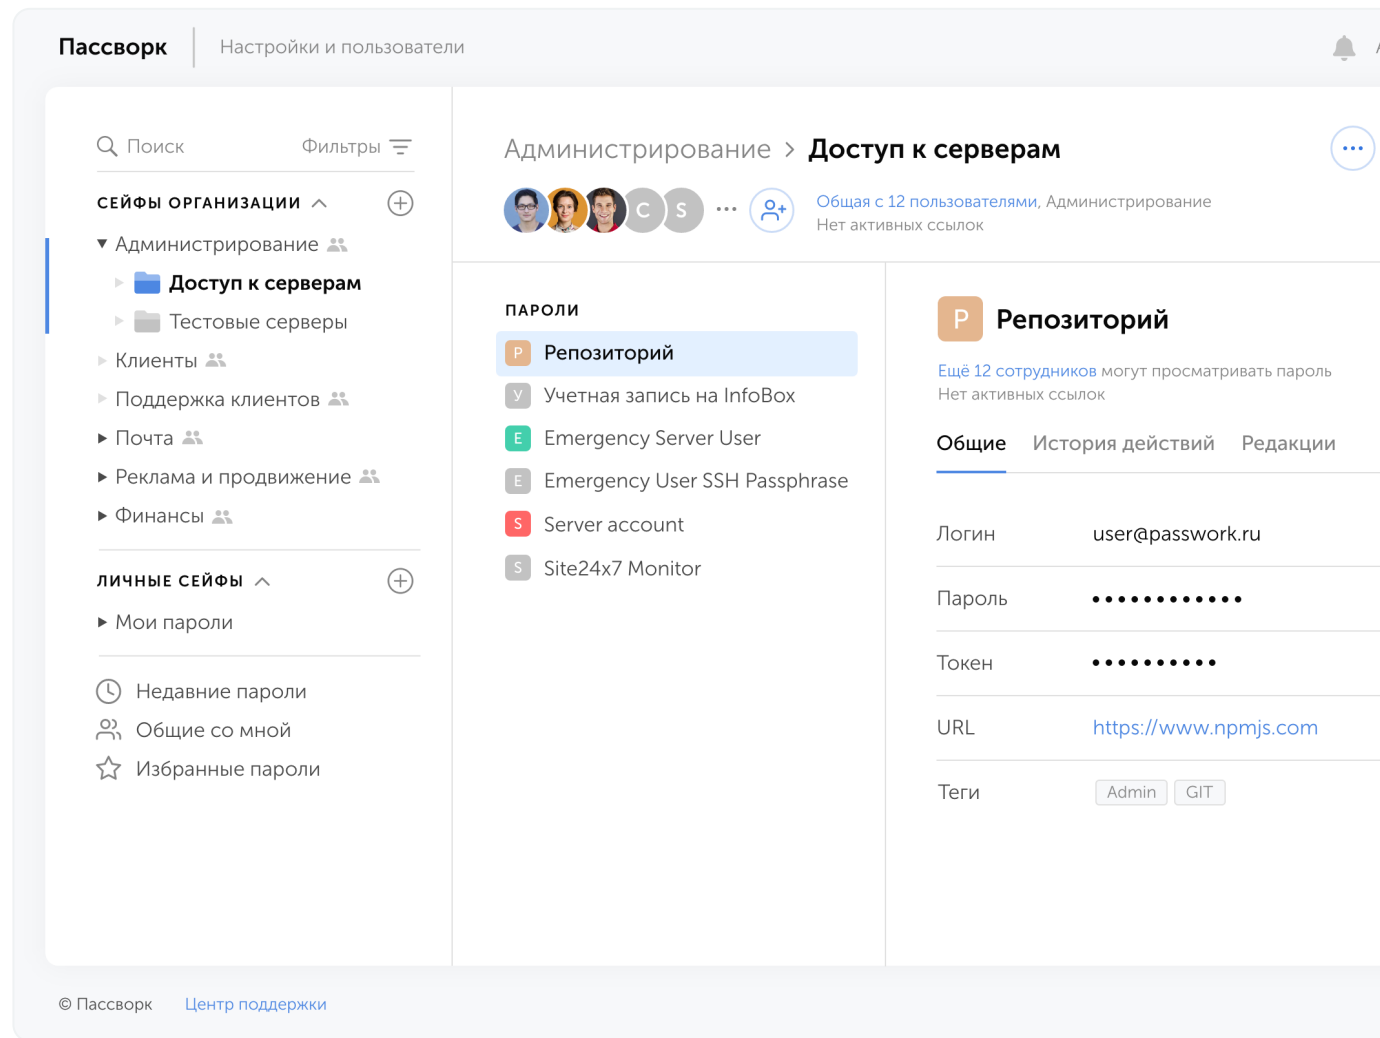 Пассворк
Настройки и пользователи
Поиск
Фильтры
СЕЙФЫ ОРГАНИЗАЦИИ
Администрирование
Доступ к серверам
Тестовые серверы
Клиенты
Поддержка клиентов
Почта
Реклама и продвижение
Финансы
ЛИЧНЫЕ СЕЙФЫ
Мои пароли
Недавние пароли
Общие со мной
Избранные пароли
Администрирование > Доступ к серверам
C
S
Общая с 12 пользователями, Администрирование
Нет активных ссылок
ПАРОЛИ
Р Репозиторий
У Учетная запись на InfoBox
E Emergency Server User
E Emergency User SSH Passphrase
S Server account
S Site24x7 Monitor
Р Репозиторий
Ещё 12 сотрудников могут просматривать пароль
Нет активных ссылок
Общие
История действий
Редакции
Логин user@passwork.ru
Пароль ••••••••••••
Токен ••••••••••
URL https://www.npmjs.com
Теги Admin GIT
© Пассворк
Центр поддержки